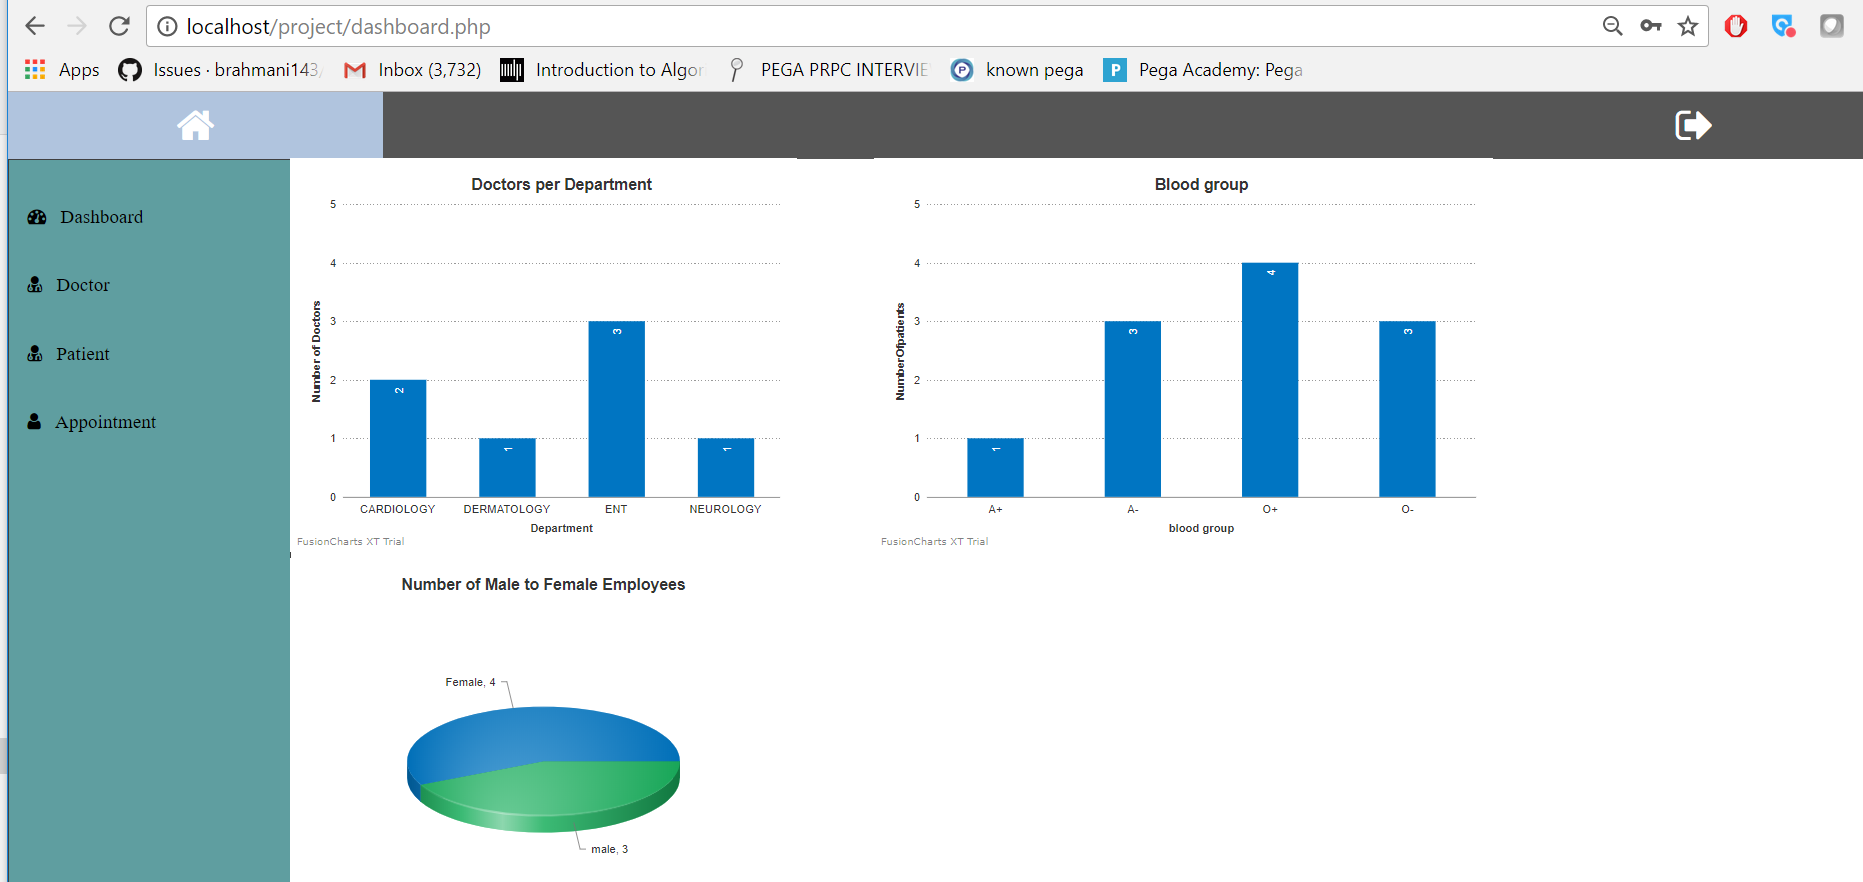 localhost/project/dashboard.php
Apps Issues · brahmani143/ Inbox (3,732) Introduction to Algor PEGA PRPC INTERVIE known pega Pega Academy: Pega
Dashboard
Doctor
Patient
Appointment
Doctors per Department
5
4
3
2
1
0
Number of Doctors
2
1
3
1
CARDIOLOGY DERMATOLOGY ENT NEUROLOGY
Department
FusionCharts XT Trial
Blood group
5
4
3
2
1
0
NumberOfpatients
1
3
4
3
A+ A- O+ O-
blood group
FusionCharts XT Trial
Number of Male to Female Employees
Female, 4
male, 3